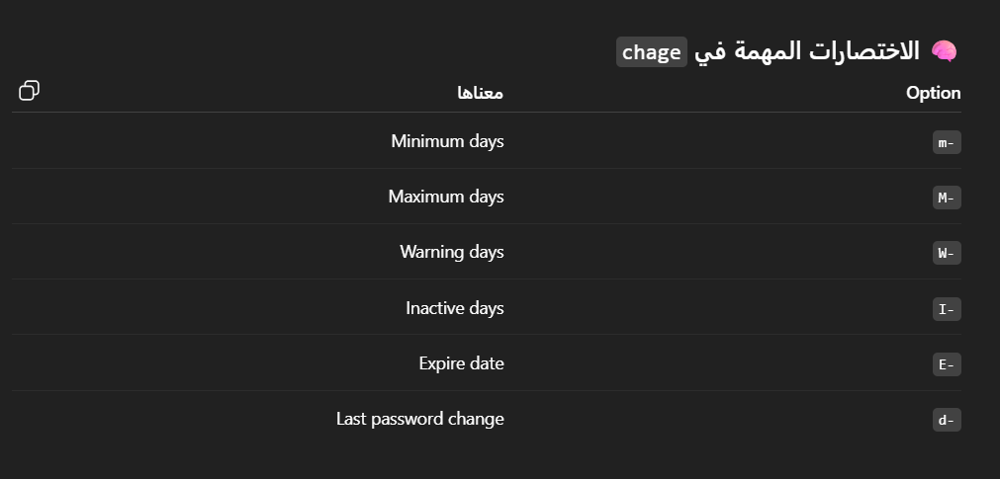 🧠 الاختصارات المهمة في chage
Option معناها
-m Minimum days
-M Maximum days
-W Warning days
-I Inactive days
-E Expire date
-d Last password change